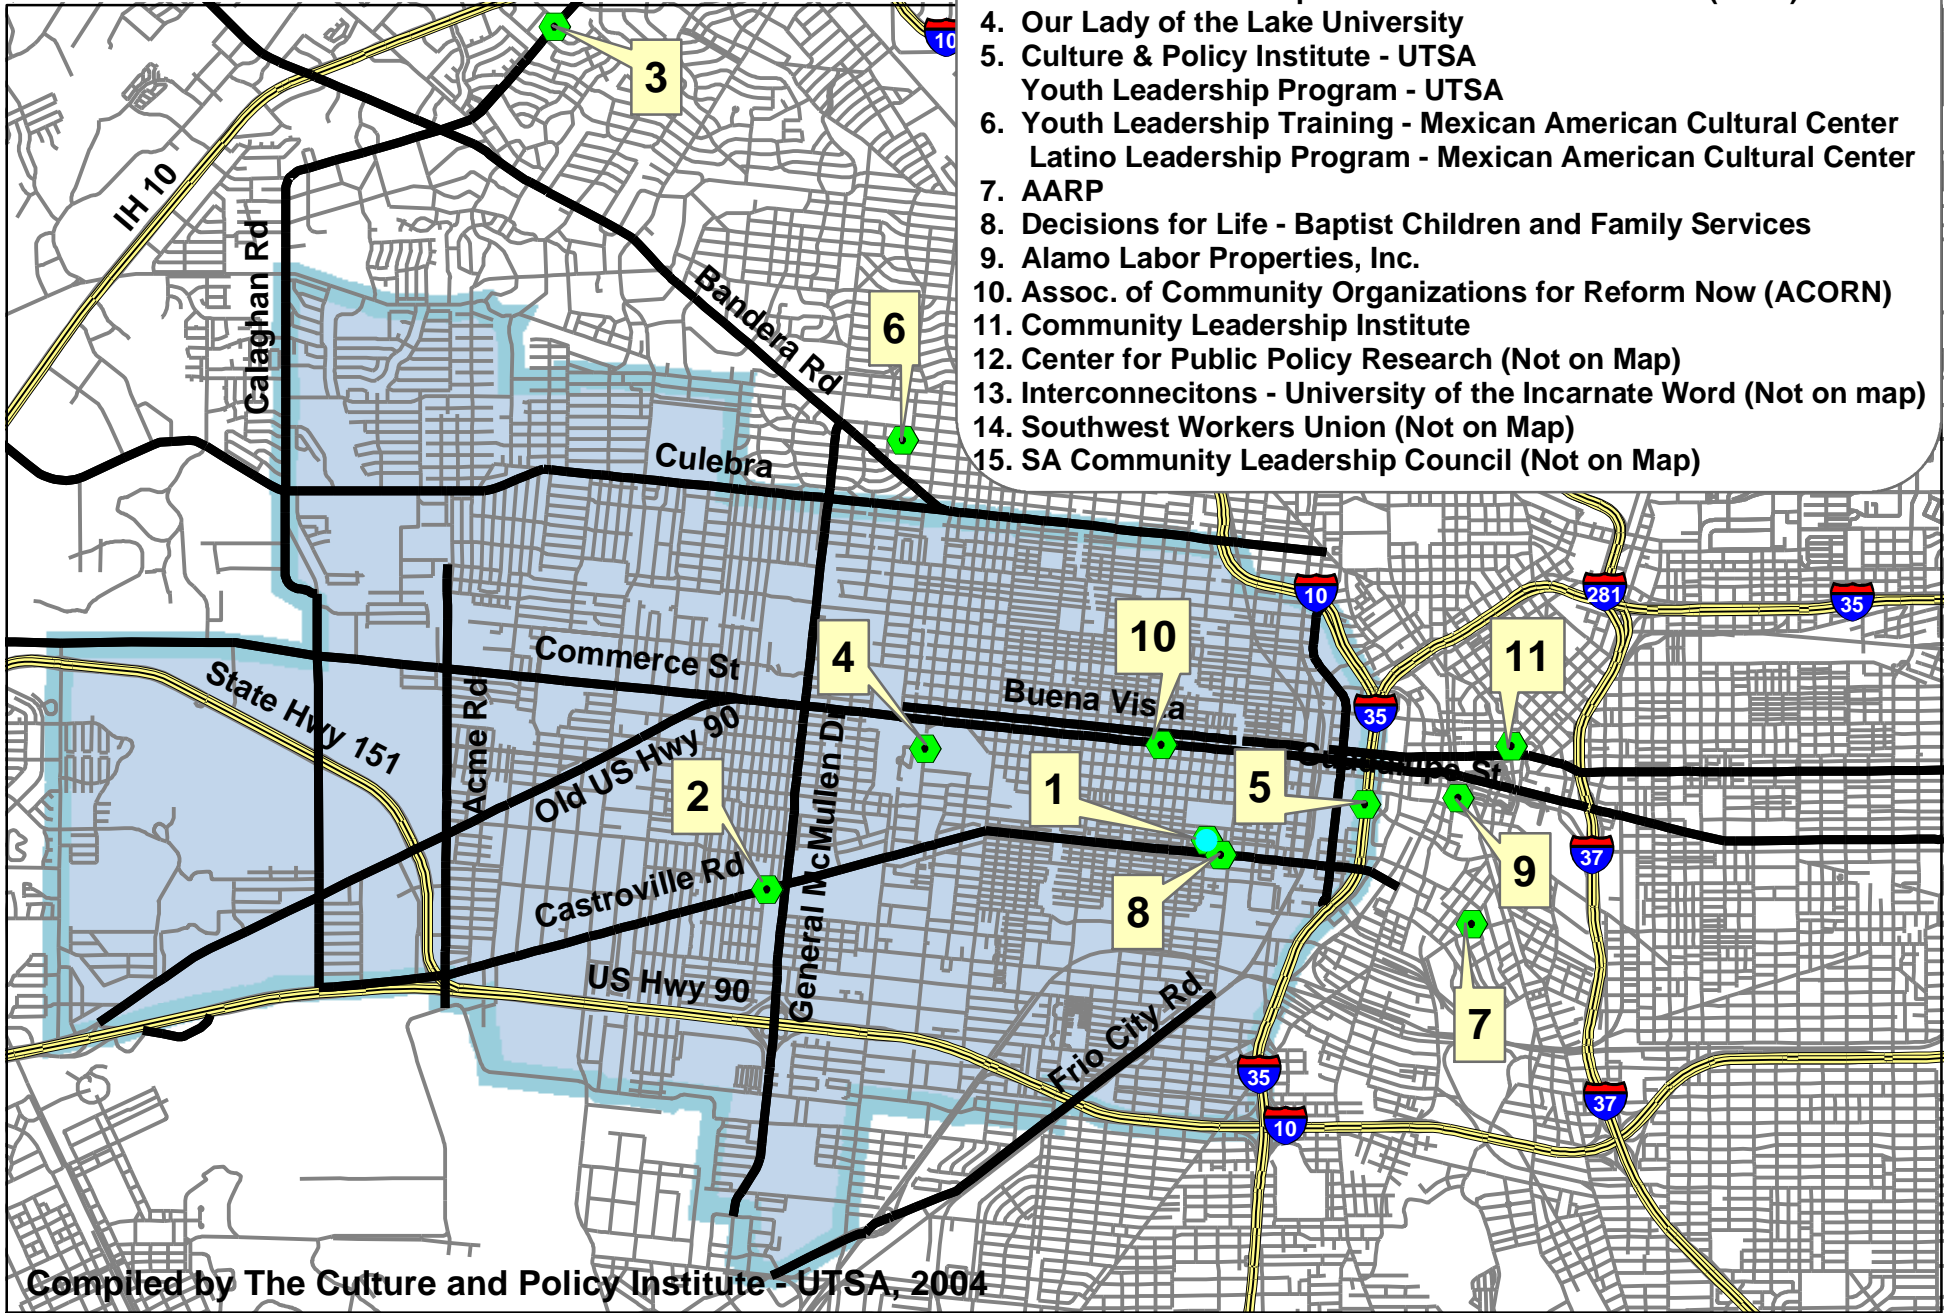 4. Our Lady of the Lake University
5. Culture & Policy Institute - UTSA
Youth Leadership Program - UTSA
6. Youth Leadership Training - Mexican American Cultural Center
Latino Leadership Program - Mexican American Cultural Center
7. AARP
8. Decisions for Life - Baptist Children and Family Services
9. Alamo Labor Properties, Inc.
10. Assoc. of Community Organizations for Reform Now (ACORN)
11. Community Leadership Institute
12. Center for Public Policy Research (Not on Map)
13. Interconnecitons - University of the Incarnate Word (Not on map)
14. Southwest Workers Union (Not on Map)
15. SA Community Leadership Council (Not on Map)
10
3
IH 10
Calaghan Rd
Bandera Rd
6
Culebra
10
281
35
Commerce St
4
10
11
Buena Vista
35
State Hwy 151
Acme Rd
Old US Hwy 90
General McMullen Dr
Guadalupe St
2
1
5
9
37
Castroville Rd
8
US Hwy 90
Frio City Rd
7
35
37
10
Compiled by The Culture and Policy Institute - UTSA, 2004